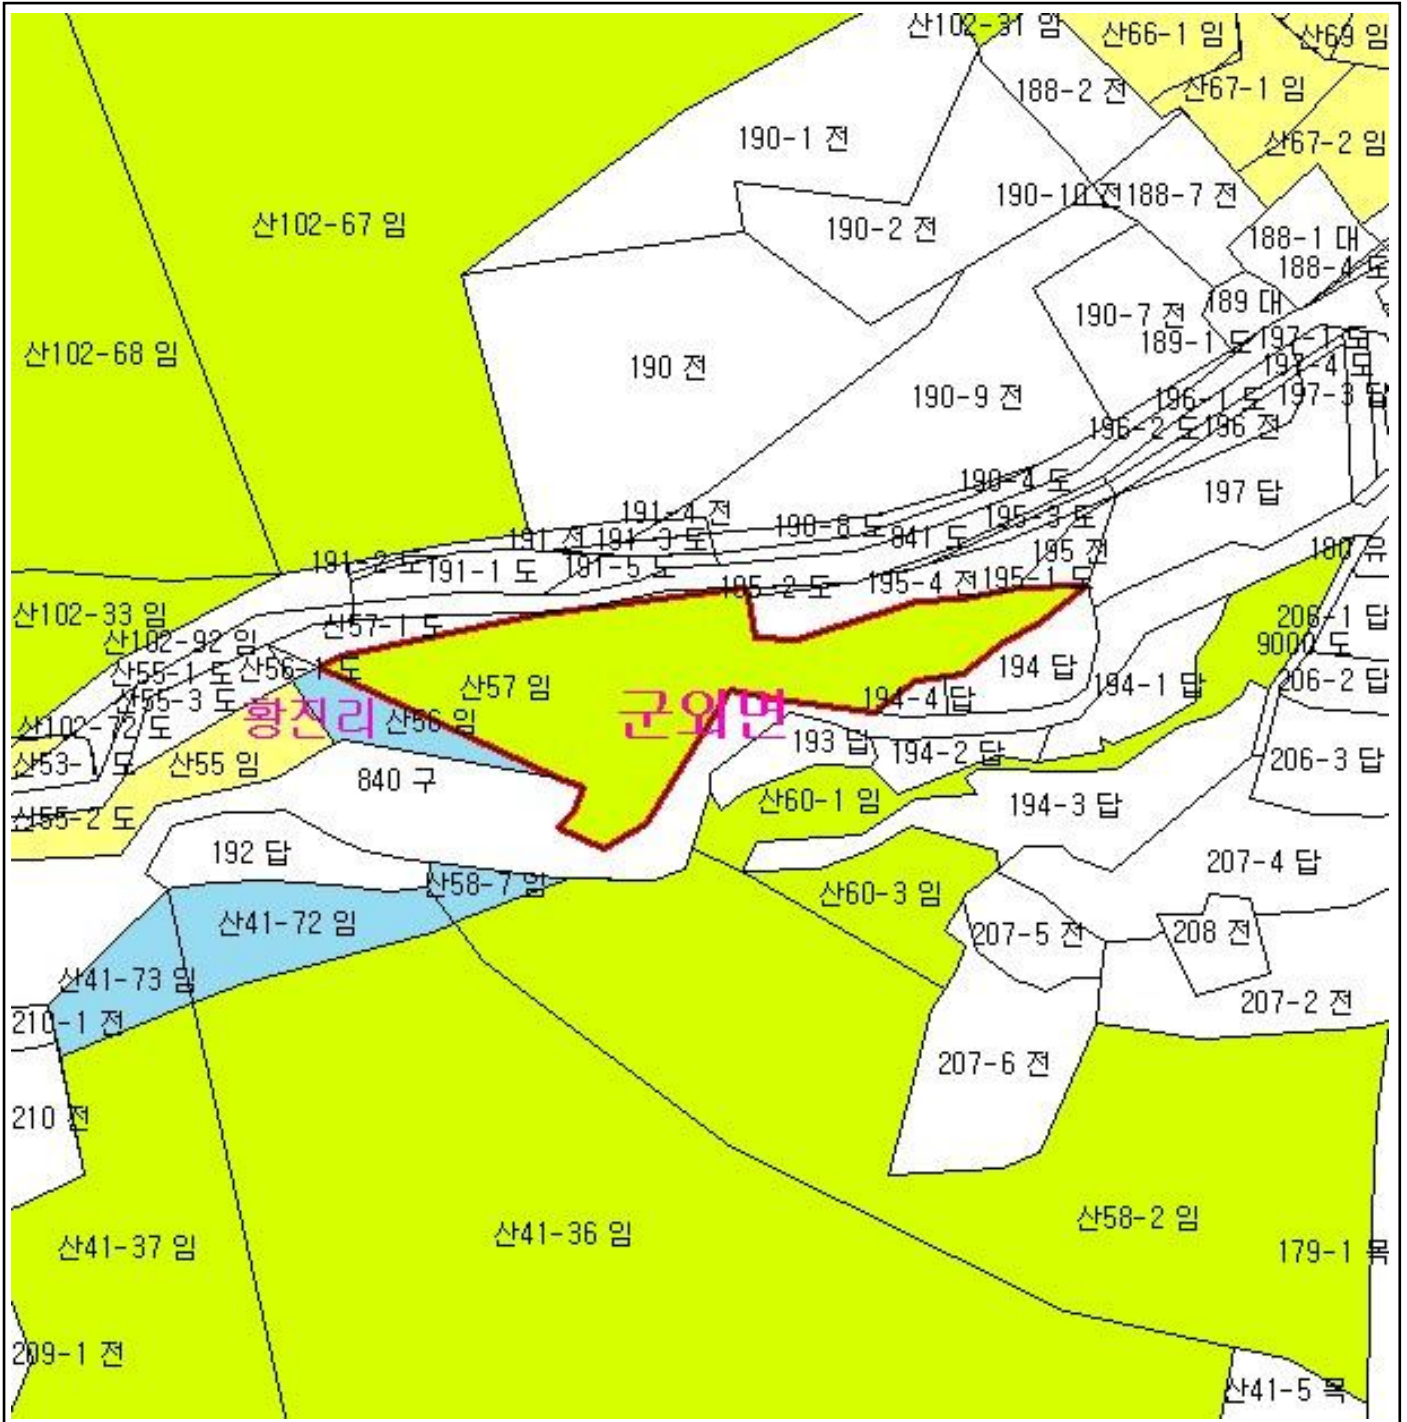 산102-31 임
산66-1 임
산69 임
188-2 전
산67-1 임
190-1 전
산67-2 임
190-10 전
188-7 전
산102-67 임
190-2 전
188-1 대
188-4 도
189 대
190-7 전
189-1 도
197-1 도
산102-68 임
190 전
197-4 도
190-9 전
196-1 도
197-3 답
196-2 도
196 전
190-4 도
197 답
191-4 전
190-8 도
195-3 도
191 전
191-3 도
841 도
195 전
191-2 도
191-1 도
191-5 도
195-2 도
195-4 전
195-1 도
산102-33 임
산57-1 도
206-1 답
산102-92 임
9000 도
산55-1 도
산56-1 도
산57 임
194 답
194-1 답
206-2 답
산55-3 도
194-4 답
황진리
산56 임
군외면
산102-72 도
193 답
194-2 답
산55 임
840 구
206-3 답
산60-1 임
194-3 답
산55-2 도
192 답
207-4 답
산58-7 임
산60-3 임
산41-72 임
207-5 전
208 전
산41-73 임
210-1 전
207-2 전
207-6 전
210 전
산58-2 임
산41-36 임
산41-37 임
179-1 목
209-1 전
산41-5 목